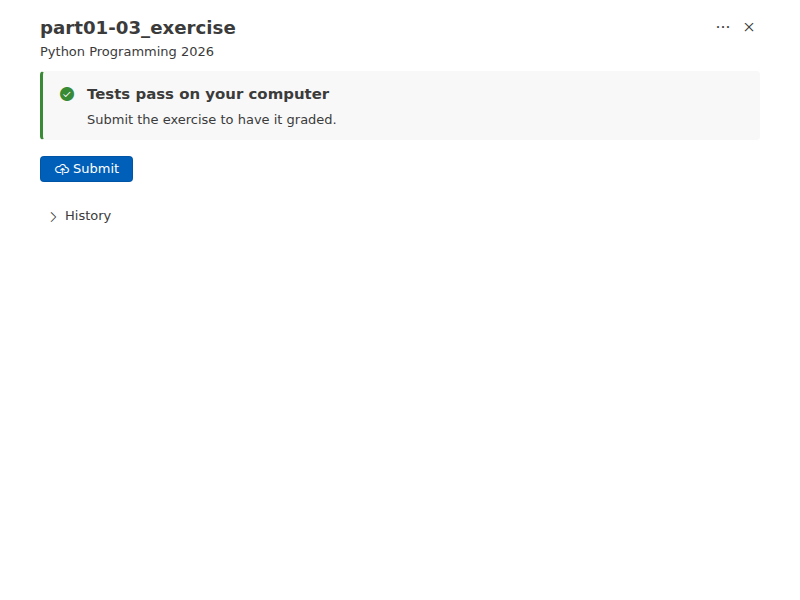 part01-03_exercise
Python Programming 2026
Tests pass on your computer
Submit the exercise to have it graded.
Submit
History